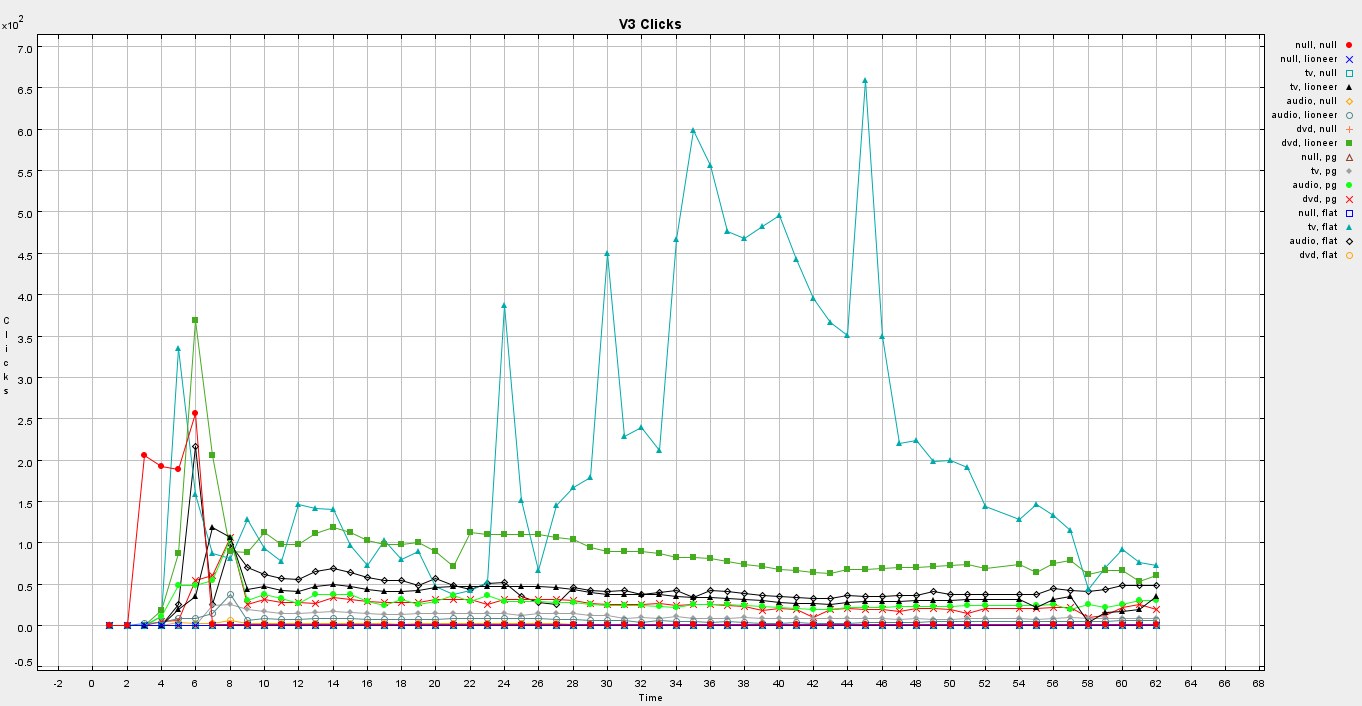 V3 Clicks
x10²
7.0
6.5
6.0
5.5
5.0
4.5
4.0
3.5
3.0
2.5
2.0
1.5
1.0
0.5
0.0
-0.5
Clicks
-2 0 2 4 6 8 10 12 14 16 18 20 22 24 26 28 30 32 34 36 38 40 42 44 46 48 50 52 54 56 58 60 62 64 66 68
Time
null, null
null, lioneer
tv, null
tv, lioneer
audio, null
audio, lioneer
dvd, null
dvd, lioneer
null, pg
tv, pg
audio, pg
dvd, pg
null, flat
tv, flat
audio, flat
dvd, flat